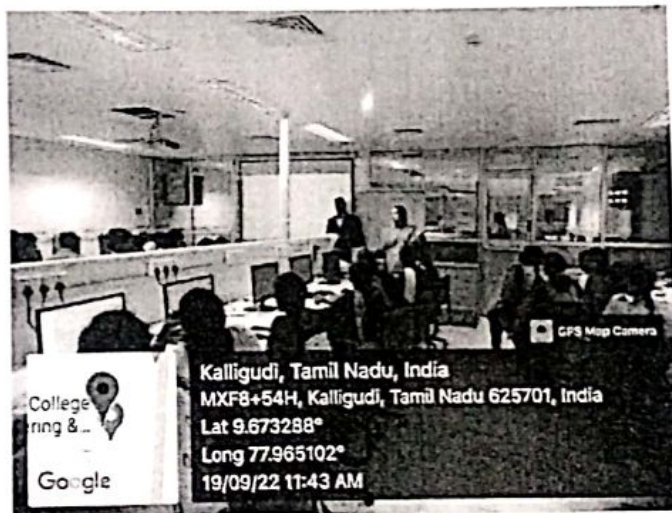 GPS Map Camera
College
ring & ...
Google
Kalligudi, Tamil Nadu, India
MXF8+54H, Kalligudi, Tamil Nadu 625701, India
Lat 9.673288°
Long 77.965102°
19/09/22 11:43 AM